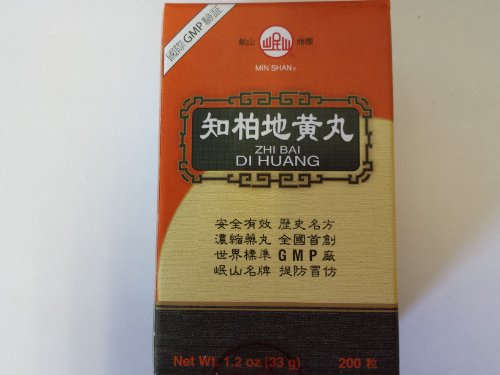 國際GMP驗証
岷山 岷山 商標
MIN SHAN®
知柏地黄丸
ZHI BAI
DI HUANG
安全有效 歷史名方
濃縮藥丸 全國首創
世界標準 GMP廠
岷山名牌 提防冒仿
Net Wt. 1.2 oz (33 g) 200 粒